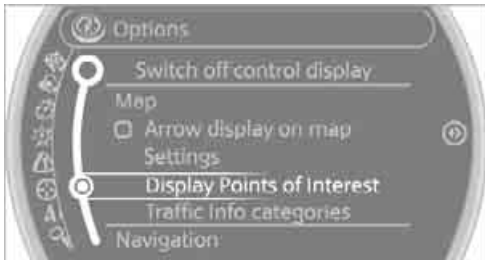 Options
Switch off control display
Map
Arrow display on map
Settings
Display Points of Interest
Traffic Info categories
Navigation